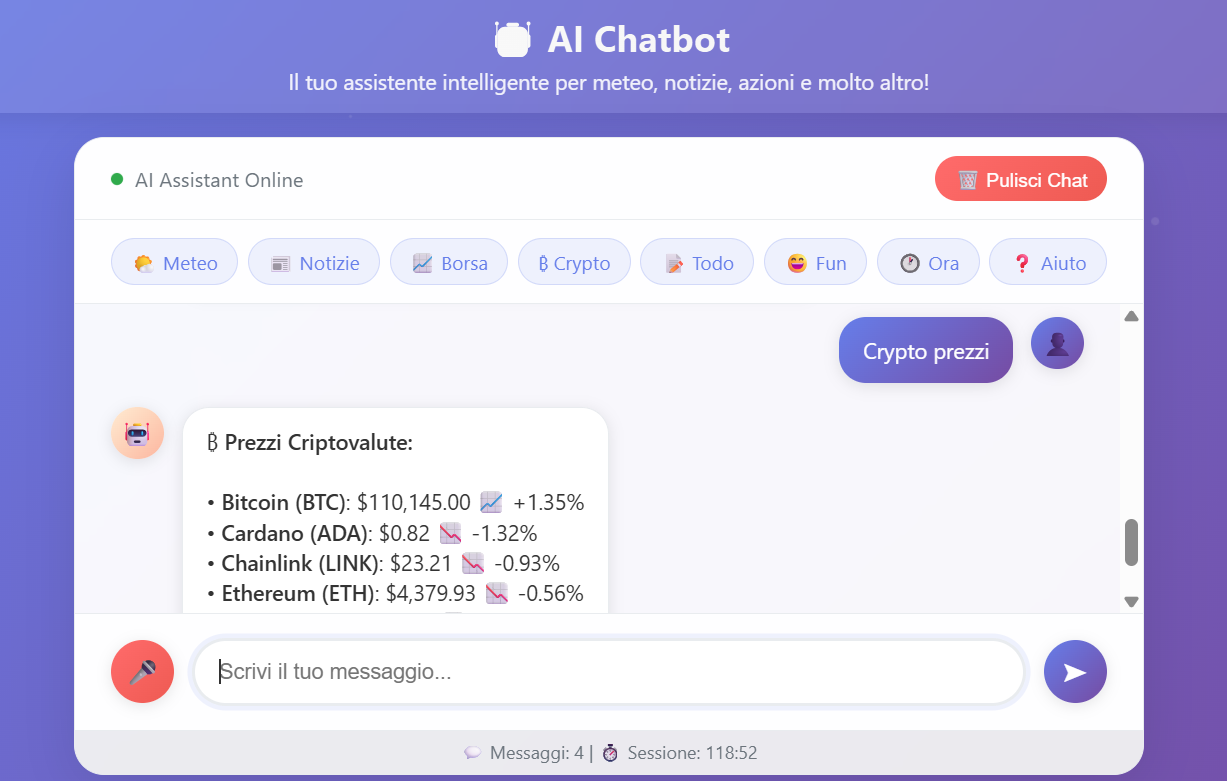 AI Chatbot
Il tuo assistente intelligente per meteo, notizie, azioni e molto altro!
AI Assistant Online
Pulisci Chat
Meteo
Notizie
Borsa
₿ Crypto
Todo
Fun
Ora
Aiuto
Crypto prezzi
₿ Prezzi Criptovalute:
• Bitcoin (BTC): $110,145.00 📈 +1.35%
• Cardano (ADA): $0.82 📉 -1.32%
• Chainlink (LINK): $23.21 📉 -0.93%
• Ethereum (ETH): $4,379.93 📉 -0.56%
Scrivi il tuo messaggio...
Messaggi: 4 | ⏱ Sessione: 118:52